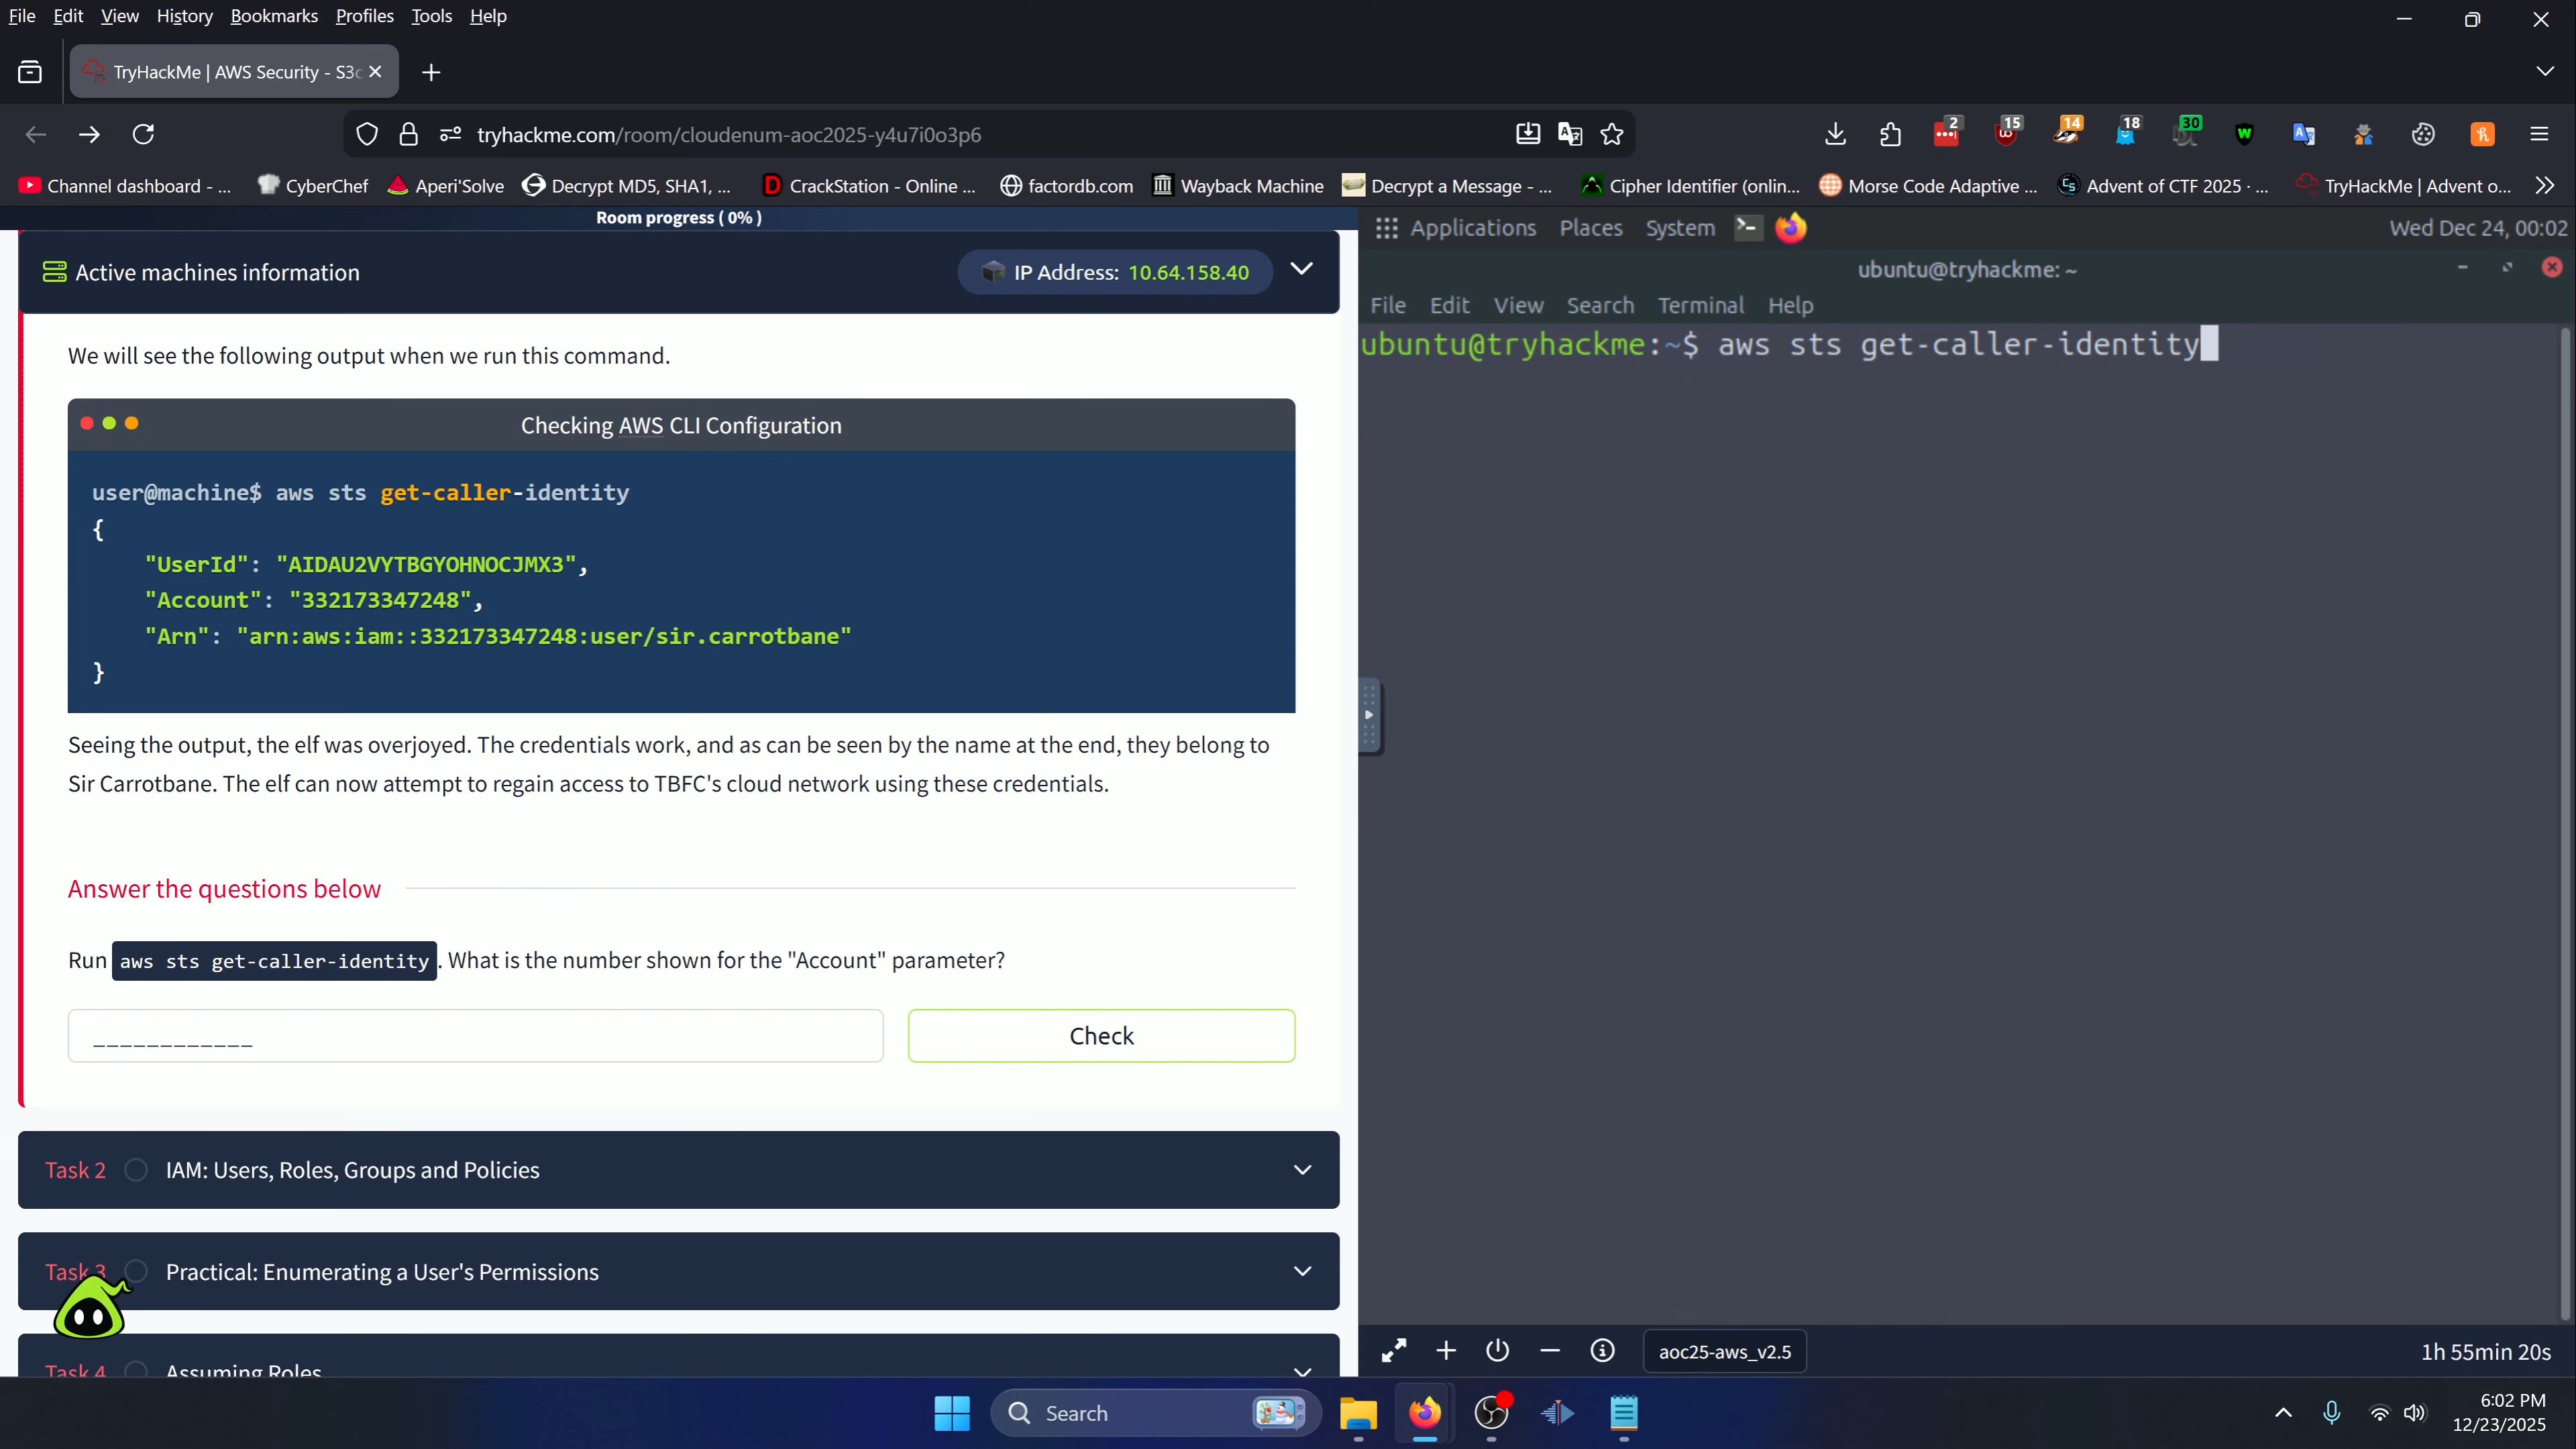 File Edit View History Bookmarks Profiles Tools Help
TryHackMe | AWS Security - S3c
tryhackme.com/room/cloudenum-aoc2025-y4u7i0o3p6
2 15 14 18 30
Channel dashboard - ... CyberChef Aperi'Solve Decrypt MD5, SHA1, ... CrackStation - Online ... factordb.com Wayback Machine Decrypt a Message - ... Cipher Identifier (onlin... Morse Code Adaptive ... Advent of CTF 2025 · ... TryHackMe | Advent o...
Room progress ( 0% )
Active machines information
IP Address: 10.64.158.40
We will see the following output when we run this command.
Checking AWS CLI Configuration
user@machine$ aws sts get-caller-identity
{
"UserId": "AIDAU2VYTBGYOHNOCJMX3",
"Account": "332173347248",
"Arn": "arn:aws:iam::332173347248:user/sir.carrotbane"
}
Seeing the output, the elf was overjoyed. The credentials work, and as can be seen by the name at the end, they belong to
Sir Carrotbane. The elf can now attempt to regain access to TBFC's cloud network using these credentials.
Answer the questions below
Run aws sts get-caller-identity . What is the number shown for the "Account" parameter?
____________
Check
Task 2 IAM: Users, Roles, Groups and Policies
Task 3 Practical: Enumerating a User's Permissions
Task 4 Assuming Roles
Applications Places System
Wed Dec 24, 00:02
ubuntu@tryhackme: ~
File Edit View Search Terminal Help
ubuntu@tryhackme:~$ aws sts get-caller-identity
aoc25-aws_v2.5
1h 55min 20s
Search
6:02 PM
12/23/2025